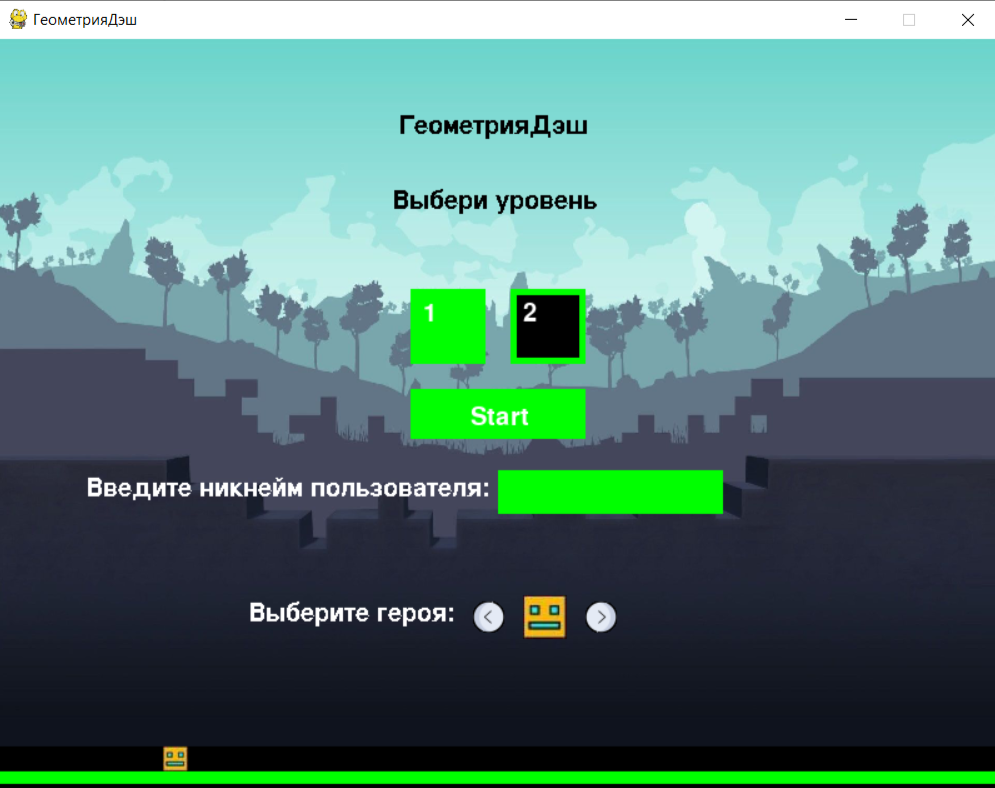 ГеометрияДэш
ГеометрияДэш
Выбери уровень
1 2
Start
Введите никнейм пользователя:
Выберите героя: